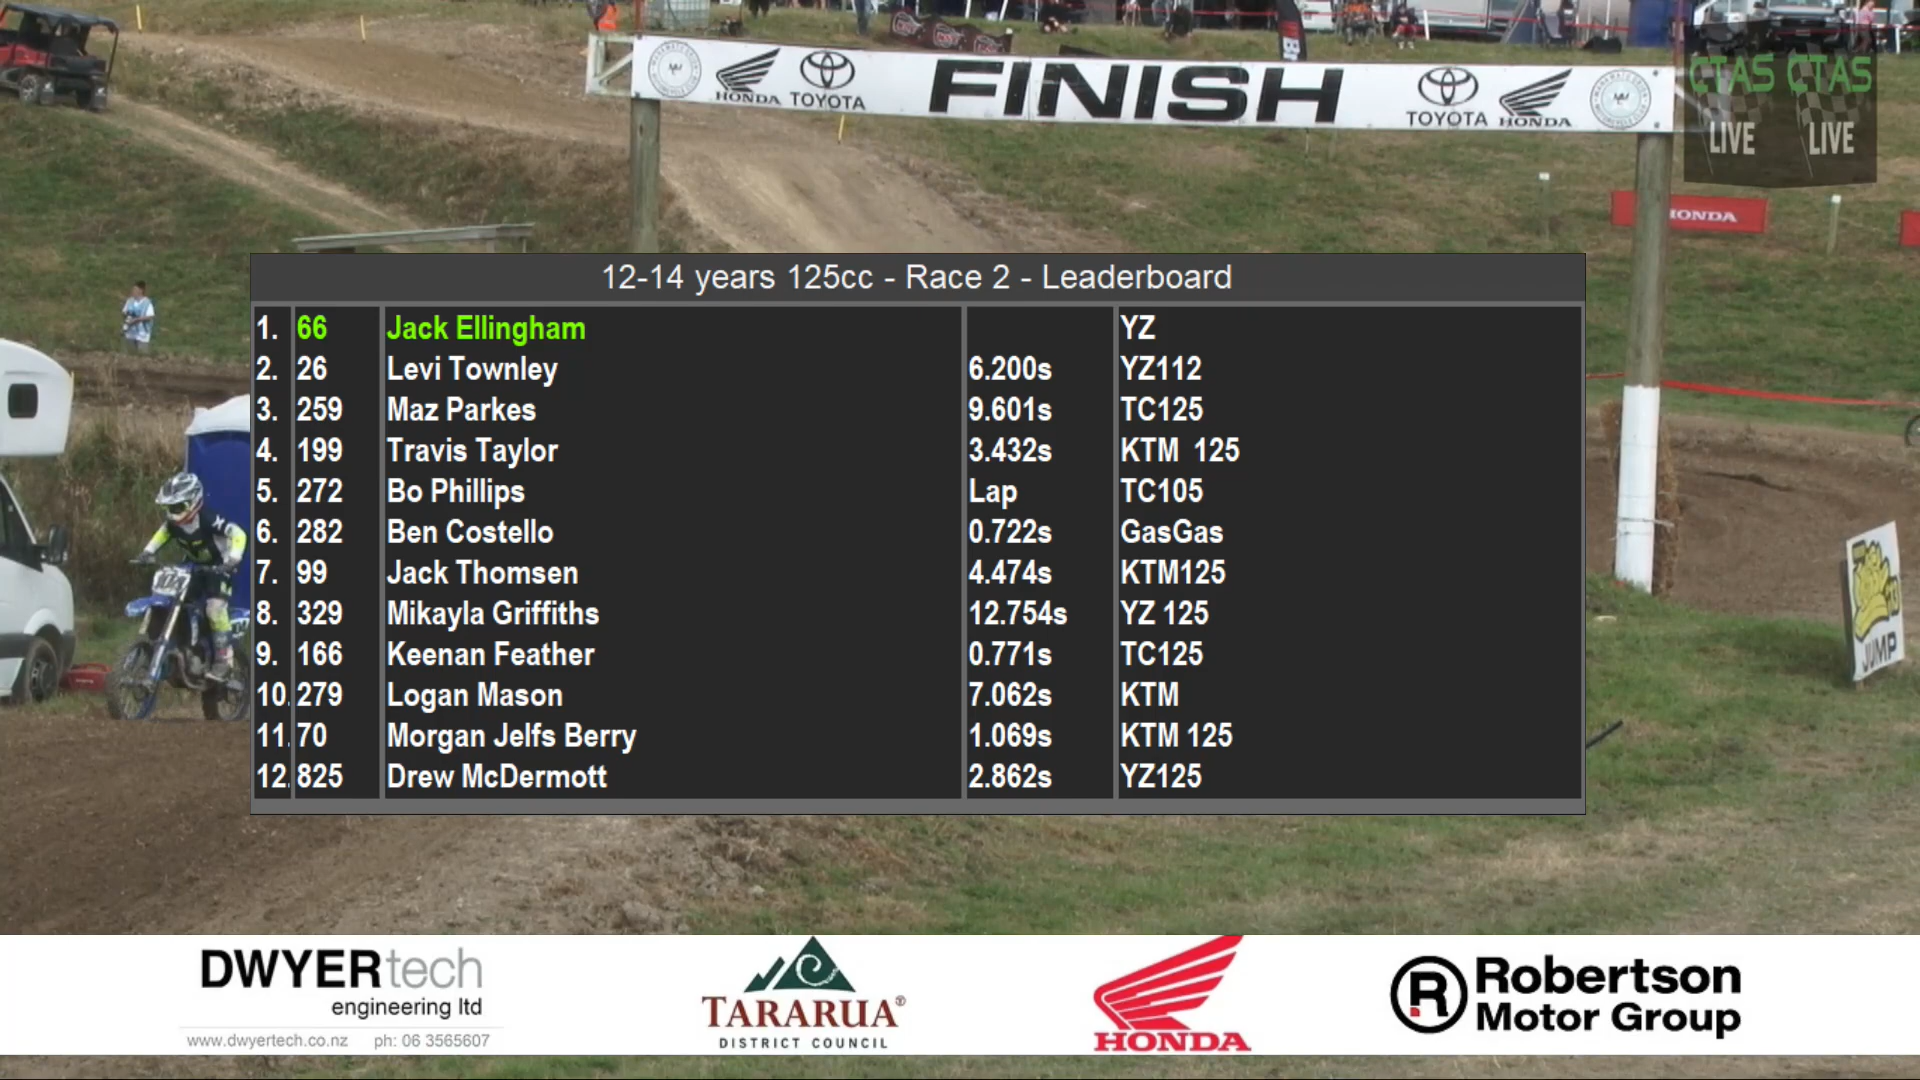 HONDA TOYOTA FINISH TOYOTA HONDA
CTAS CTAS
LIVE LIVE
HONDA
12-14 years 125cc - Race 2 - Leaderboard
1. 66 Jack Ellingham YZ
2. 26 Levi Townley 6.200s YZ112
3. 259 Maz Parkes 9.601s TC125
4. 199 Travis Taylor 3.432s KTM  125
5. 272 Bo Phillips Lap TC105
6. 282 Ben Costello 0.722s GasGas
7. 99 Jack Thomsen 4.474s KTM125
8. 329 Mikayla Griffiths 12.754s YZ 125
9. 166 Keenan Feather 0.771s TC125
10. 279 Logan Mason 7.062s KTM
11. 70 Morgan Jelfs Berry 1.069s KTM 125
12. 825 Drew McDermott 2.862s YZ125
JUMP
DWYERtech
engineering ltd
www.dwyertech.co.nz ph: 06 3565607
TARARUA®
DISTRICT COUNCIL
HONDA
R Robertson
Motor Group